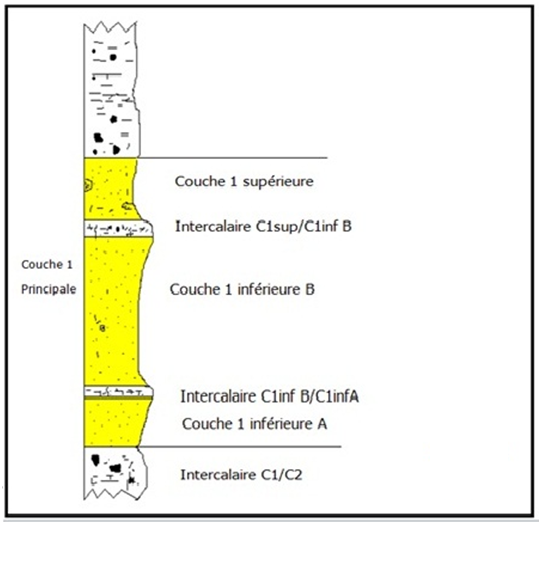 Couche 1 supérieure
Intercalaire C1sup/C1inf B
Couche 1
Principale
Couche 1 inférieure B
Intercalaire C1inf B/C1infA
Couche 1 inférieure A
Intercalaire C1/C2